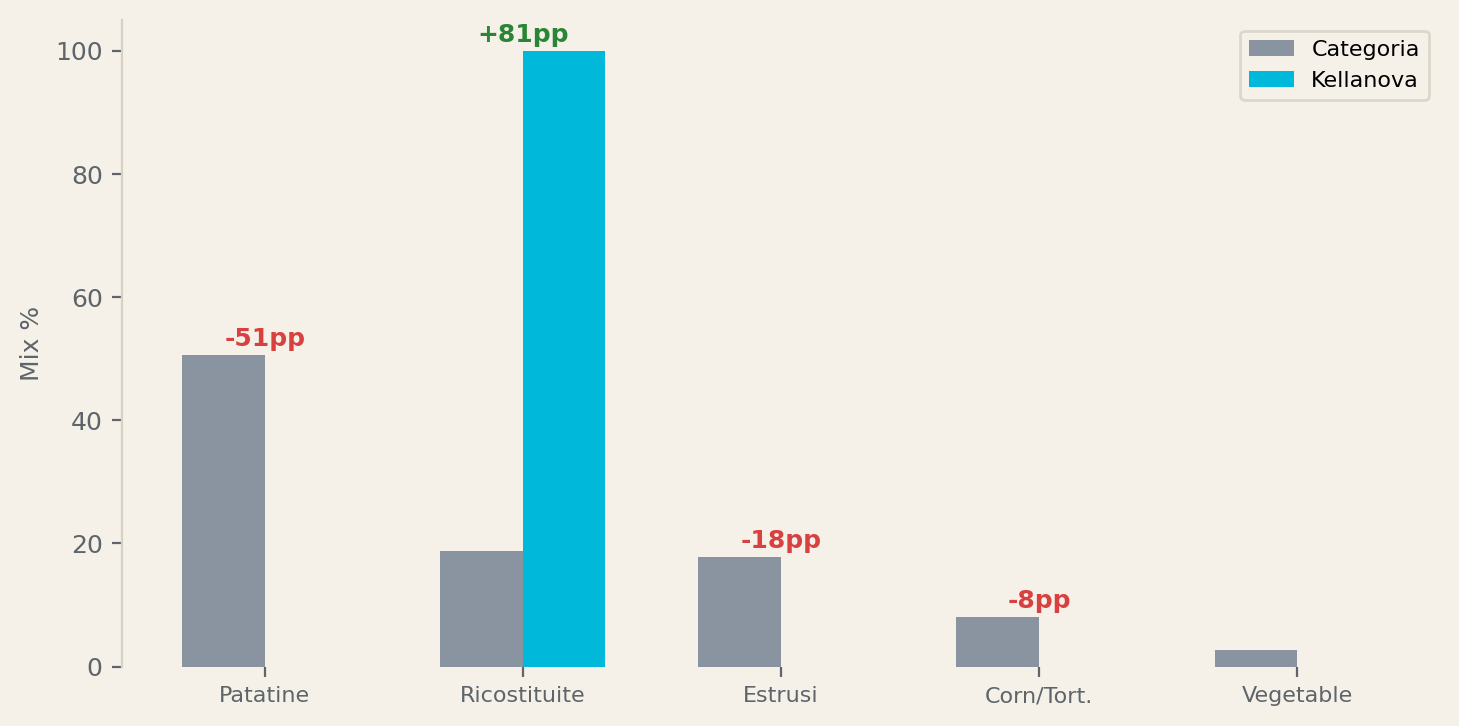 +81pp
100
Categoria
Kellanova
80
60
-51pp
Mix %
40
20
-18pp
-8pp
0
Patatine
Ricostituite
Estrusi
Corn/Tort.
Vegetable